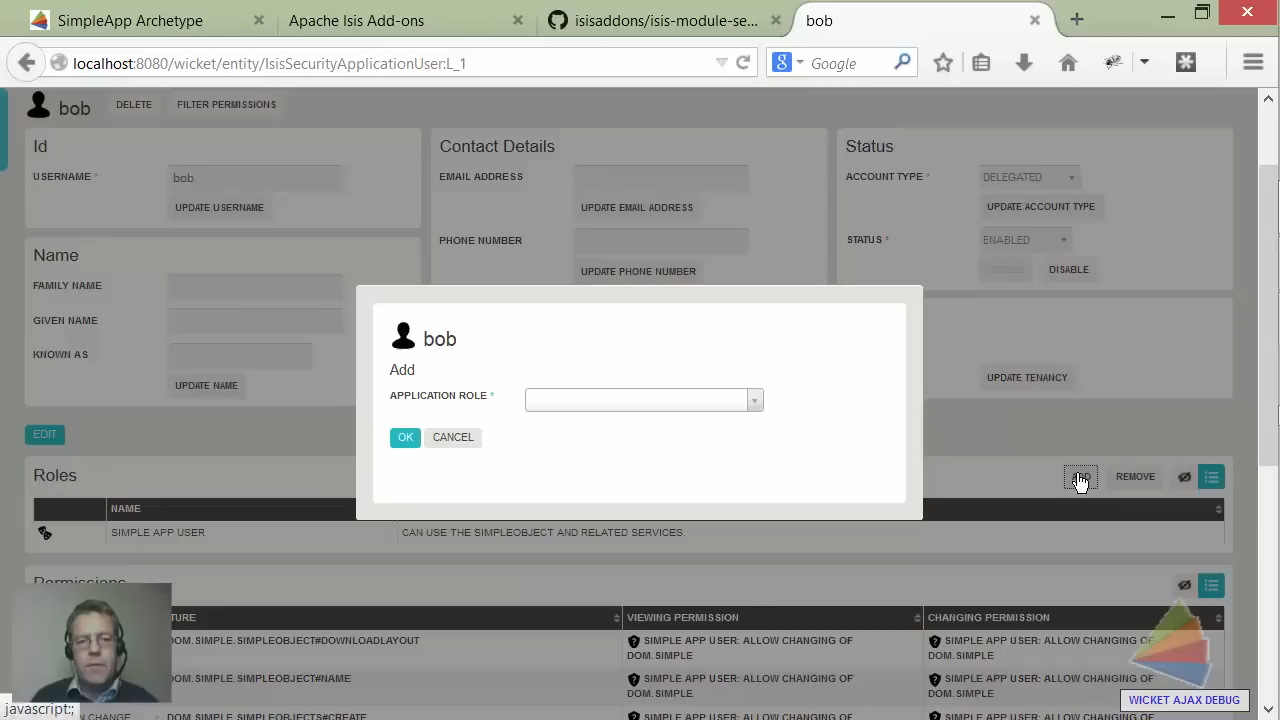 SimpleApp Archetype
Apache Isis Add-ons
isisaddons/isis-module-se...
bob
localhost:8080/wicket/entity/IsisSecurityApplicationUser:L_1
Google
bob
DELETE
FILTER PERMISSIONS
Id
USERNAME *
bob
UPDATE USERNAME
Name
FAMILY NAME
GIVEN NAME
KNOWN AS
UPDATE NAME
Contact Details
EMAIL ADDRESS
UPDATE EMAIL ADDRESS
PHONE NUMBER
UPDATE PHONE NUMBER
Status
ACCOUNT TYPE *
DELEGATED
UPDATE ACCOUNT TYPE
STATUS *
ENABLED
DISABLE
UPDATE TENANCY
bob
Add
APPLICATION ROLE *
OK
CANCEL
EDIT
Roles
REMOVE
NAME
SIMPLE APP USER
CAN USE THE SIMPLEOBJECT AND RELATED SERVICES.
Permissions
TURE
VIEWING PERMISSION
CHANGING PERMISSION
DOM.SIMPLE.SIMPLEOBJECT#DOWNLOADLAYOUT
SIMPLE APP USER: ALLOW CHANGING OF
DOM.SIMPLE
SIMPLE APP USER: ALLOW CHANGING OF
DOM.SIMPLE
DOM.SIMPLE.SIMPLEOBJECT#NAME
SIMPLE APP USER: ALLOW CHANGING OF
DOM.SIMPLE
SIMPLE APP USER: ALLOW CHANGING OF
DOM.SIMPLE
CHANGE
DOM.SIMPLE.SIMPLEOBJECTS#CREATE
SIMPLE APP USER: ALLOW CHANGING OF
SIMPLE APP USER: ALLOW CHANGING OF
WICKET AJAX DEBUG
javascript:;